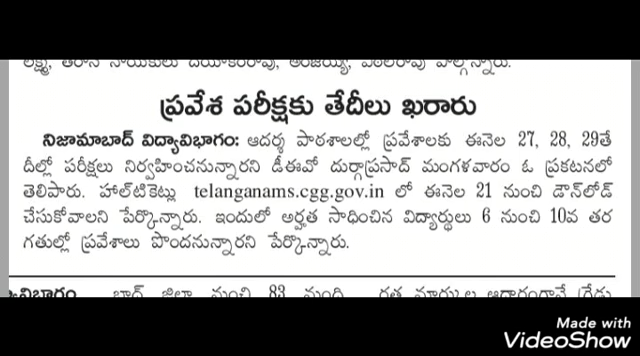 ప్రవేశ పరీక్షకు తేదీలు ఖరారు
నిజామాబాద్ విద్యావిభాగం: ఆదర్శ పాఠశాలల్లో ప్రవేశాలకు ఈనెల 27, 28, 29తే
దీల్లో పరీక్షలు నిర్వహించనున్నారని డీఈవో దుర్గాప్రసాద్ మంగళవారం ఓ ప్రకటనలో
తెలిపారు. హాల్‌టికెట్లు telanganams.cgg.gov.in లో ఈనెల 21 నుంచి డౌన్‌లోడ్
చేసుకోవాలని పేర్కొన్నారు. ఇందులో అర్హత సాధించిన విద్యార్థులు 6 నుంచి 10వ తర
గతుల్లో ప్రవేశాలు పొందనున్నారని పేర్కొన్నారు.
జిల్లా నుంచి 83 మంది
Made with
VideoShow